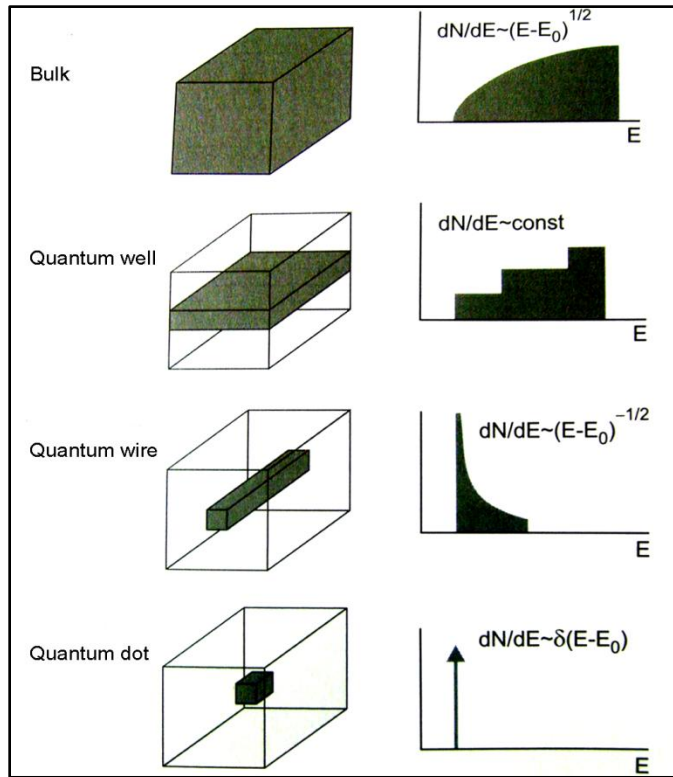 Bulk
dN/dE~(E-E₀)^1/2
E
Quantum well
dN/dE~const
E
Quantum wire
dN/dE~(E-E₀)^−1/2
E
Quantum dot
dN/dE~δ(E-E₀)
E